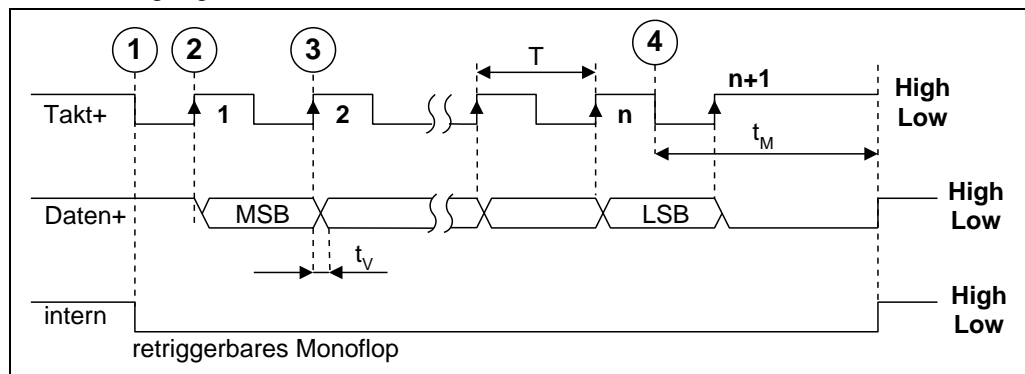 1 2 3 4
T
Takt+ 1 2 n n+1 High
Low
t_M
Daten+ MSB LSB High
Low
t_V
intern High
Low
retriggerbares Monoflop